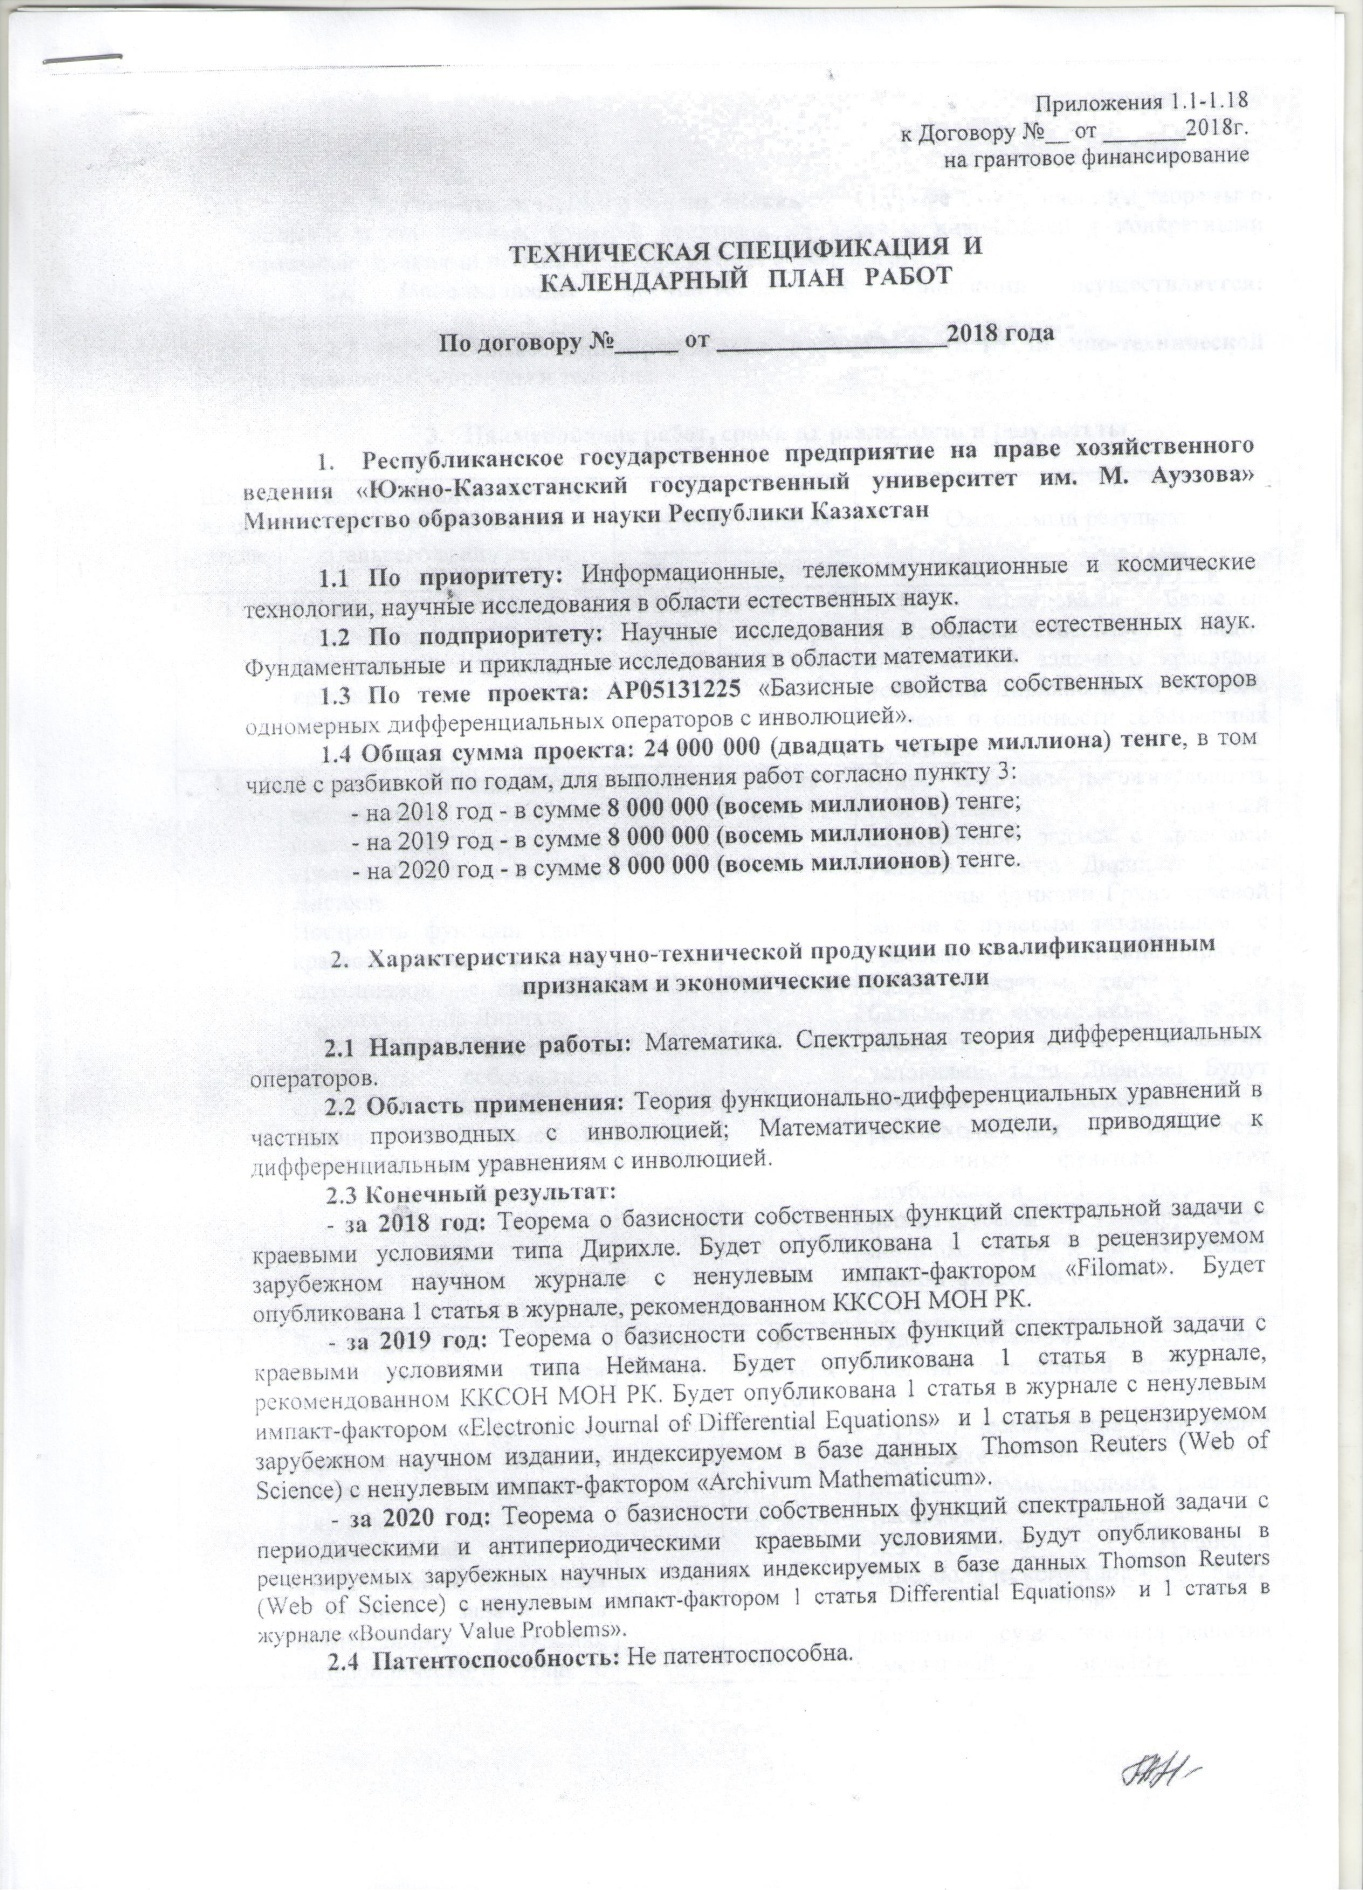 Приложения 1.1-1.18
к Договору №__ от _______2018г.
на грантовое финансирование
ТЕХНИЧЕСКАЯ СПЕЦИФИКАЦИЯ И
КАЛЕНДАРНЫЙ ПЛАН РАБОТ
По договору №_____ от __________________2018 года
1. Республиканское государственное предприятие на праве хозяйственного
ведения «Южно-Казахстанский государственный университет им. М. Ауэзова»
Министерство образования и науки Республики Казахстан
1.1 По приоритету: Информационные, телекоммуникационные и космические
технологии, научные исследования в области естественных наук.
1.2 По подприоритету: Научные исследования в области естественных наук.
Фундаментальные и прикладные исследования в области математики.
1.3 По теме проекта: АР05131225 «Базисные свойства собственных векторов
одномерных дифференциальных операторов с инволюцией».
1.4 Общая сумма проекта: 24 000 000 (двадцать четыре миллиона) тенге, в том
числе с разбивкой по годам, для выполнения работ согласно пункту 3:
- на 2018 год - в сумме 8 000 000 (восемь миллионов) тенге;
- на 2019 год - в сумме 8 000 000 (восемь миллионов) тенге;
- на 2020 год - в сумме 8 000 000 (восемь миллионов) тенге.
2. Характеристика научно-технической продукции по квалификационным
признакам и экономические показатели
2.1 Направление работы: Математика. Спектральная теория дифференциальных
операторов.
2.2 Область применения: Теория функционально-дифференциальных уравнений в
частных производных с инволюцией; Математические модели, приводящие к
дифференциальным уравнениям с инволюцией.
2.3 Конечный результат:
- за 2018 год: Теорема о базисности собственных функций спектральной задачи с
краевыми условиями типа Дирихле. Будет опубликована 1 статья в рецензируемом
зарубежном научном журнале с ненулевым импакт-фактором «Filomat». Будет
опубликована 1 статья в журнале, рекомендованном ККСОН МОН РК.
- за 2019 год: Теорема о базисности собственных функций спектральной задачи с
краевыми условиями типа Неймана. Будет опубликована 1 статья в журнале,
рекомендованном ККСОН МОН РК. Будет опубликована 1 статья в журнале с ненулевым
импакт-фактором «Electronic Journal of Differential Equations» и 1 статья в рецензируемом
зарубежном научном издании, индексируемом в базе данных Thomson Reuters (Web of
Science) с ненулевым импакт-фактором «Archivum Mathematicum».
- за 2020 год: Теорема о базисности собственных функций спектральной задачи с
периодическими и антипериодическими краевыми условиями. Будут опубликованы в
рецензируемых зарубежных научных изданиях индексируемых в базе данных Thomson Reuters
(Web of Science) с ненулевым импакт-фактором 1 статья Differential Equations» и 1 статья в
журнале «Boundary Value Problems».
2.4 Патентоспособность: Не патентоспособна.